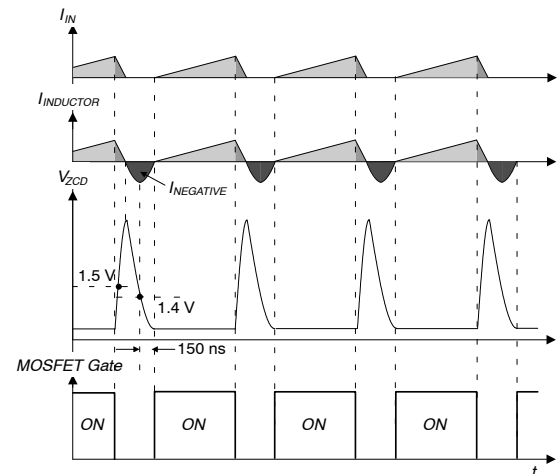 I_IN
I_INDUCTOR
I_NEGATIVE
V_ZCD
1.5 V
1.4 V
150 ns
MOSFET Gate
ON ON ON ON
t